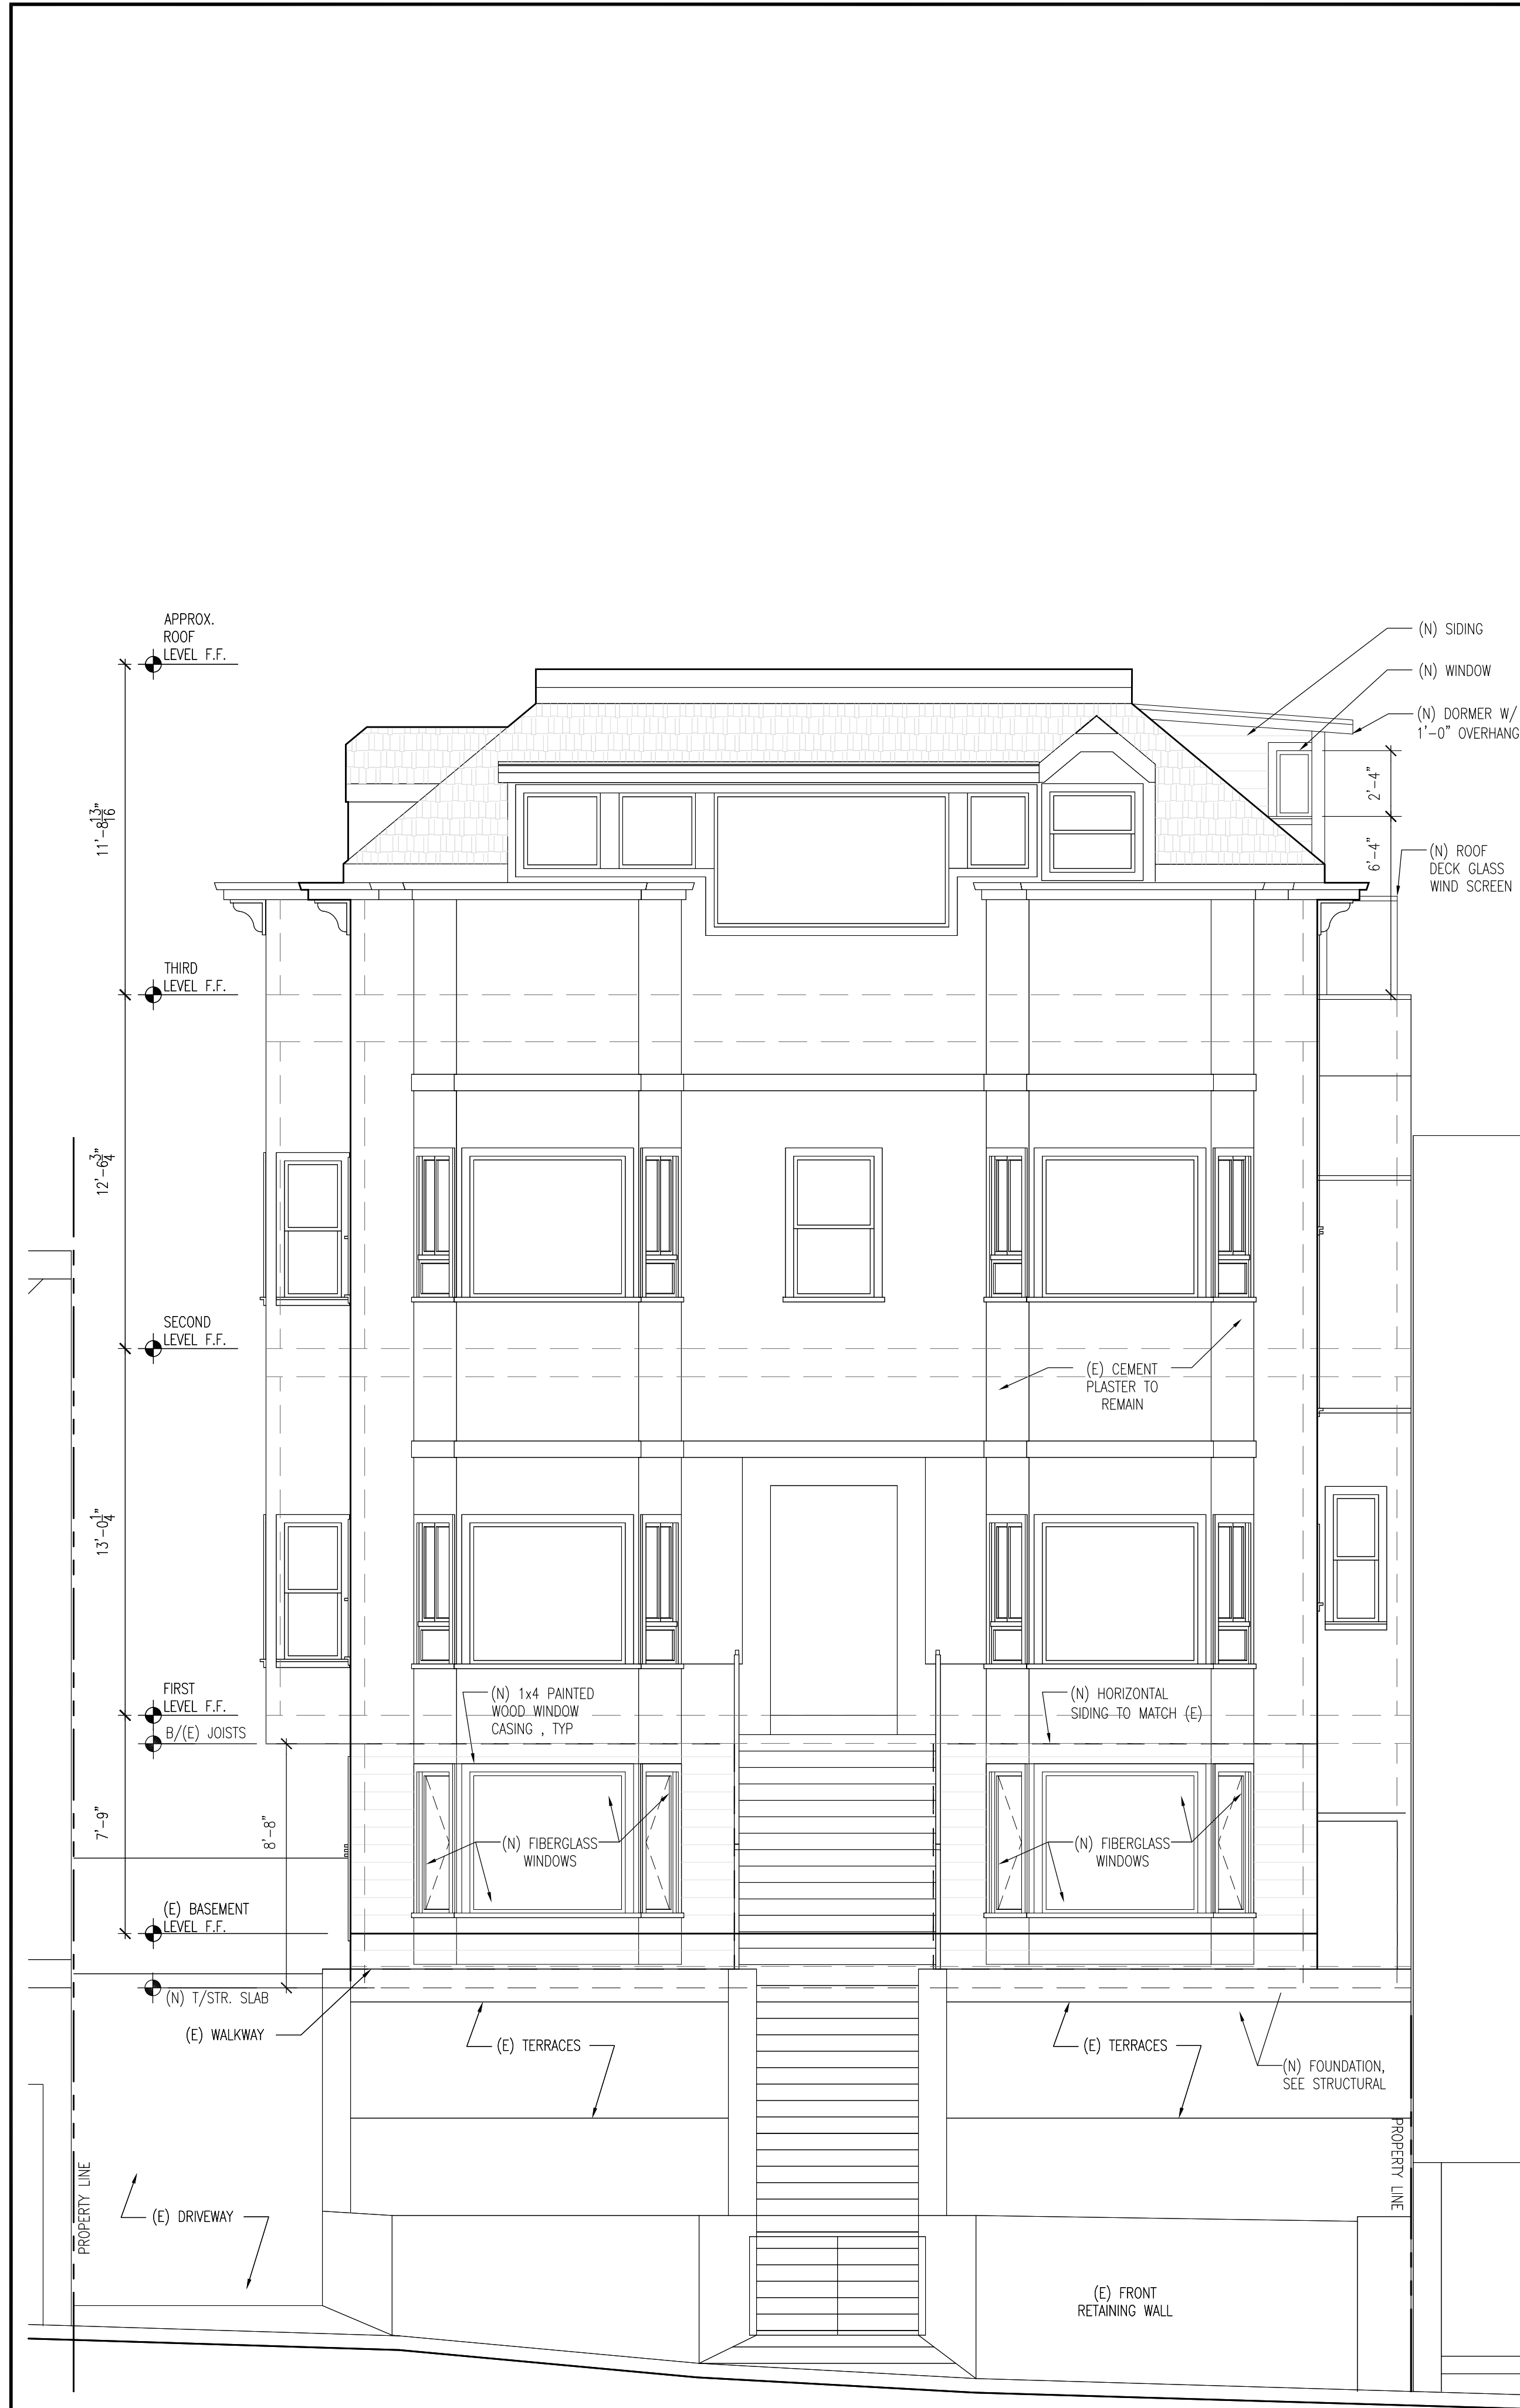 APPROX.
ROOF
LEVEL F.F.
(N) SIDING
(N) WINDOW
(N) DORMER W/
1'-0" OVERHANG
2'-4"
11'-8 13/16"
6'-4"
(N) ROOF
DECK GLASS
WIND SCREEN
THIRD
LEVEL F.F.
12'-6 3/4"
SECOND
LEVEL F.F.
(E) CEMENT
PLASTER TO
REMAIN
13'-0 1/4"
FIRST
LEVEL F.F.
B/(E) JOISTS
(N) 1x4 PAINTED
WOOD WINDOW
CASING , TYP
(N) HORIZONTAL
SIDING TO MATCH (E)
7'-9"
8'-8"
(N) FIBERGLASS
WINDOWS
(N) FIBERGLASS
WINDOWS
(E) BASEMENT
LEVEL F.F.
(N) T/STR. SLAB
(E) WALKWAY
(E) TERRACES
(E) TERRACES
(N) FOUNDATION,
SEE STRUCTURAL
PROPERTY LINE
PROPERTY LINE
(E) DRIVEWAY
(E) FRONT
RETAINING WALL